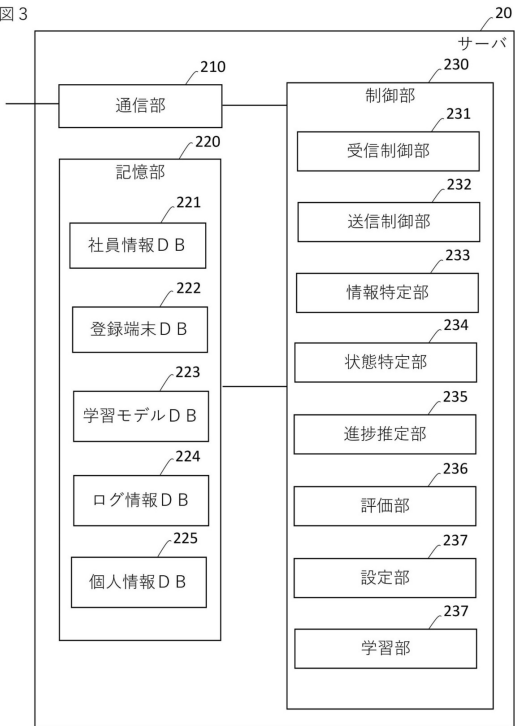 図３
20
サーバ
210
通信部
220
記憶部
221
社員情報ＤＢ
222
登録端末ＤＢ
223
学習モデルＤＢ
224
ログ情報ＤＢ
225
個人情報ＤＢ
230
制御部
231
受信制御部
232
送信制御部
233
情報特定部
234
状態特定部
235
進捗推定部
236
評価部
237
設定部
237
学習部